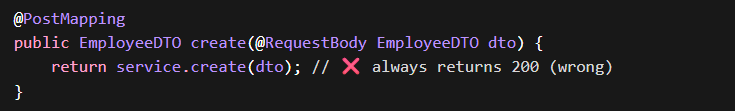 @PostMapping
public EmployeeDTO create(@RequestBody EmployeeDTO dto) {
    return service.create(dto); // ❌ always returns 200 (wrong)
}